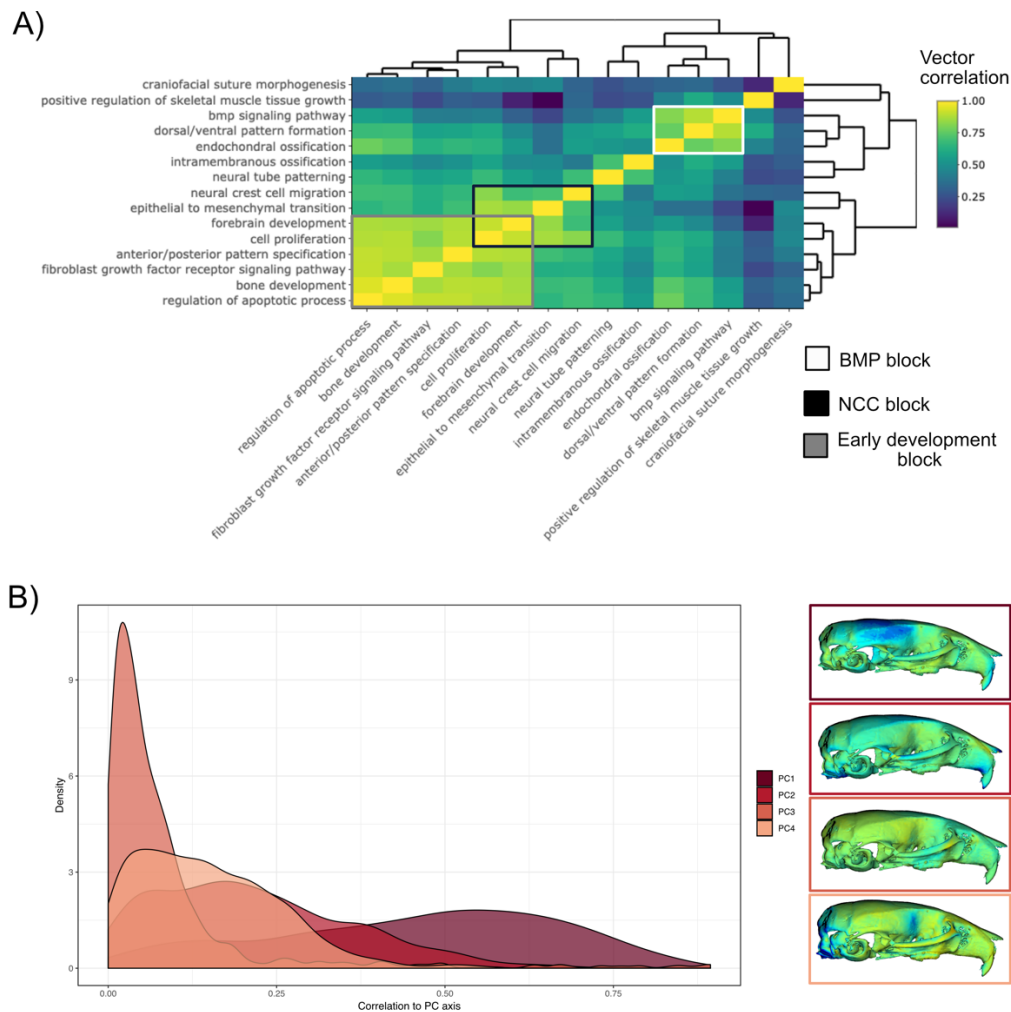 A)
Vector
correlation
craniofacial suture morphogenesis
positive regulation of skeletal muscle tissue growth
bmp signaling pathway
dorsal/ventral pattern formation
endochondral ossification
intramembranous ossification
neural tube patterning
neural crest cell migration
epithelial to mesenchymal transition
forebrain development
cell proliferation
anterior/posterior pattern specification
fibroblast growth factor receptor signaling pathway
bone development
regulation of apoptotic process
1.00
0.75
0.50
0.25
regulation of apoptotic process
bone development
fibroblast growth factor receptor signaling pathway
anterior/posterior pattern specification
cell proliferation
forebrain development
epithelial to mesenchymal transition
neural crest cell migration
neural tube patterning
intramembranous ossification
endochondral ossification
dorsal/ventral pattern formation
bmp signaling pathway
positive regulation of skeletal muscle tissue growth
craniofacial suture morphogenesis
BMP block
NCC block
Early development
block
B)
Density
9
6
3
0
0.00
0.25
0.50
0.75
Correlation to PC axis
PC1
PC2
PC3
PC4